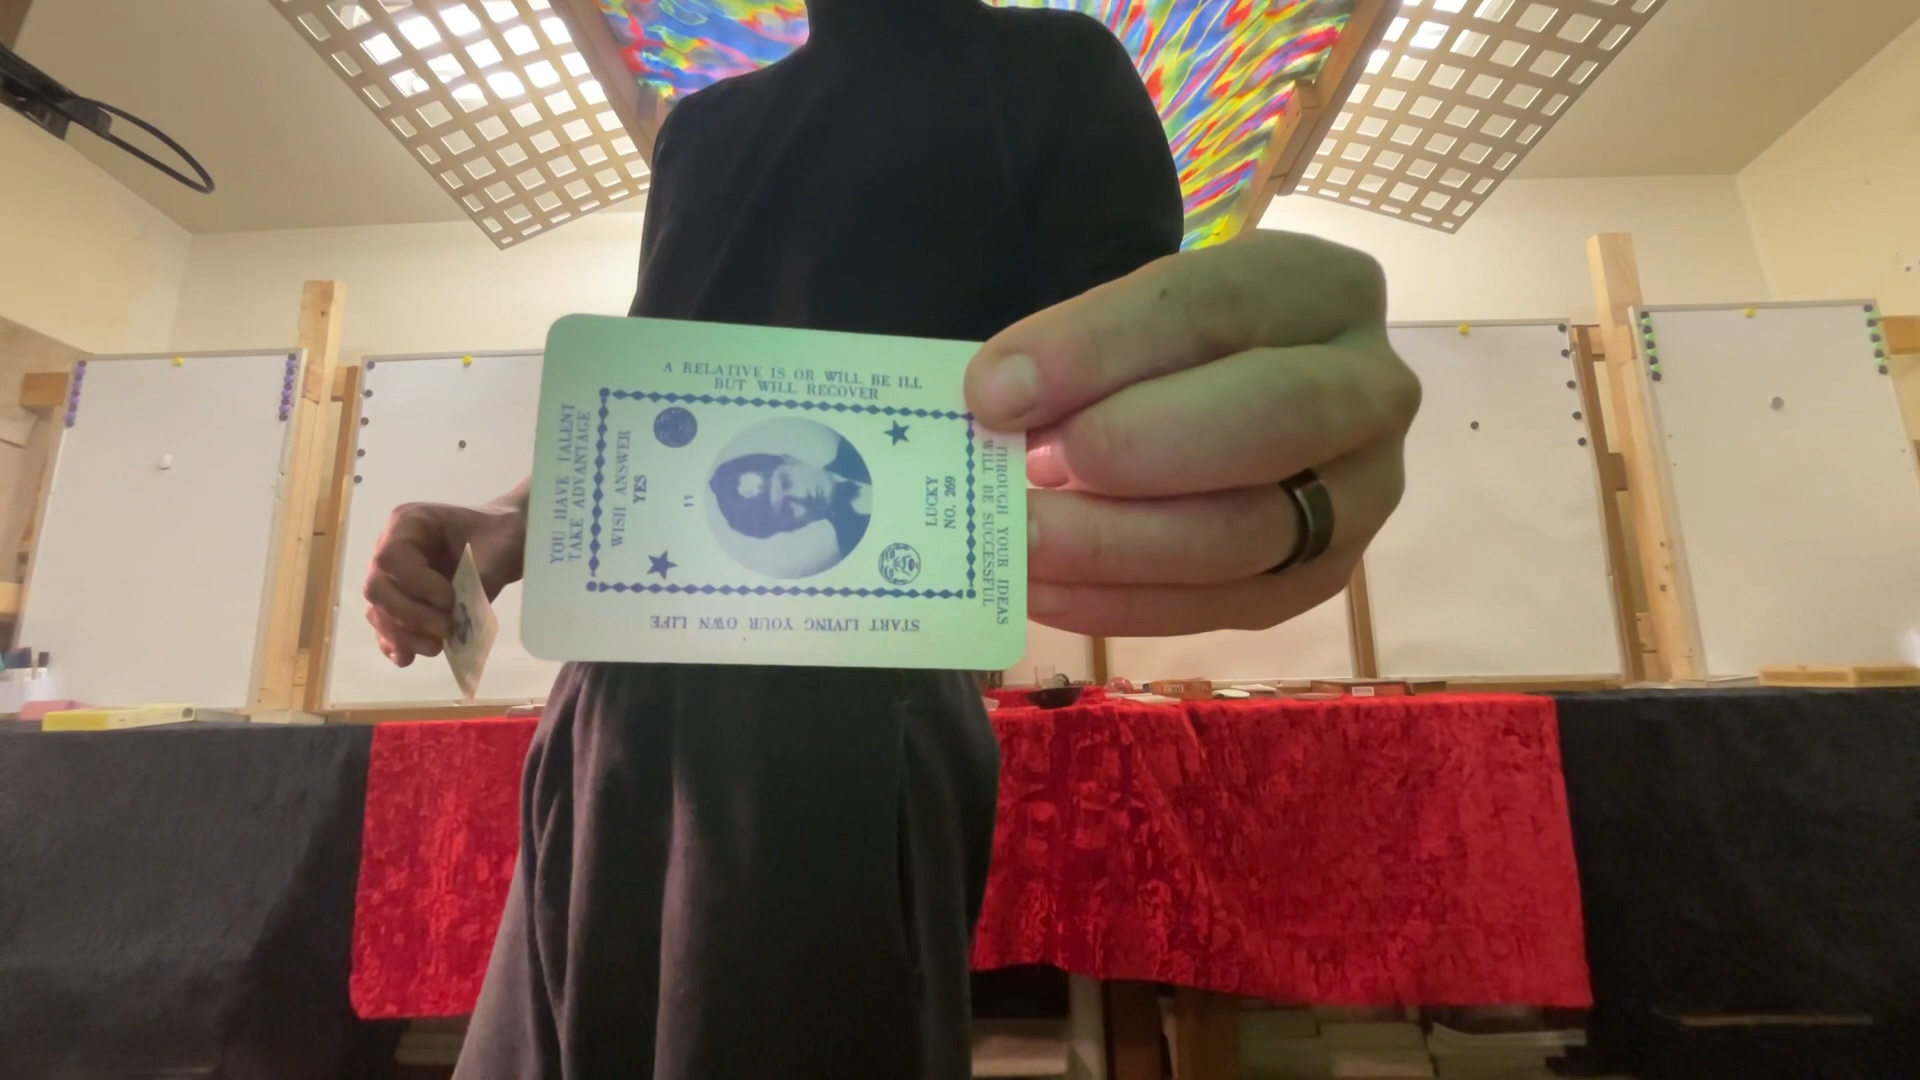 A RELATIVE IS OR WILL BE ILL
BUT WILL RECOVER
YOU HAVE TALENT
TAKE ADVANTAGE
WISH ANSWER
YES
11
LUCKY
NO. 269
THROUGH YOUR IDEAS
WILL BE SUCCESSFUL
START LIVING YOUR OWN LIFE